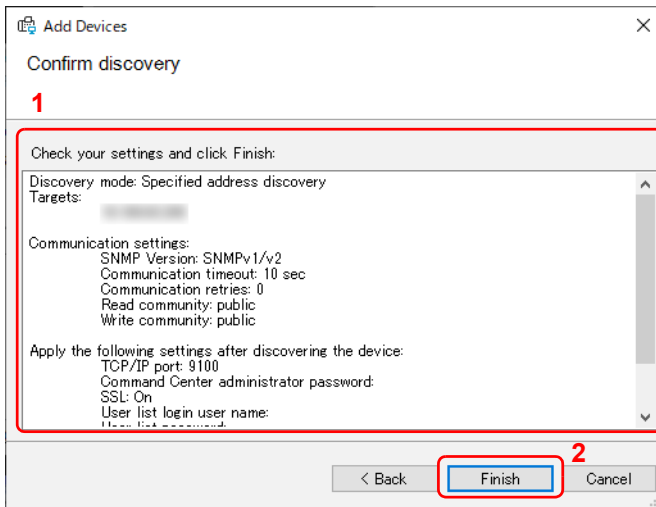 Add Devices
Confirm discovery
1
Check your settings and click Finish:
Discovery mode: Specified address discovery
Targets:
Communication settings:
SNMP Version: SNMPv1/v2
Communication timeout: 10 sec
Communication retries: 0
Read community: public
Write community: public
Apply the following settings after discovering the device:
TCP/IP port: 9100
Command Center administrator password:
SSL: On
User list login user name:
2
< Back
Finish
Cancel